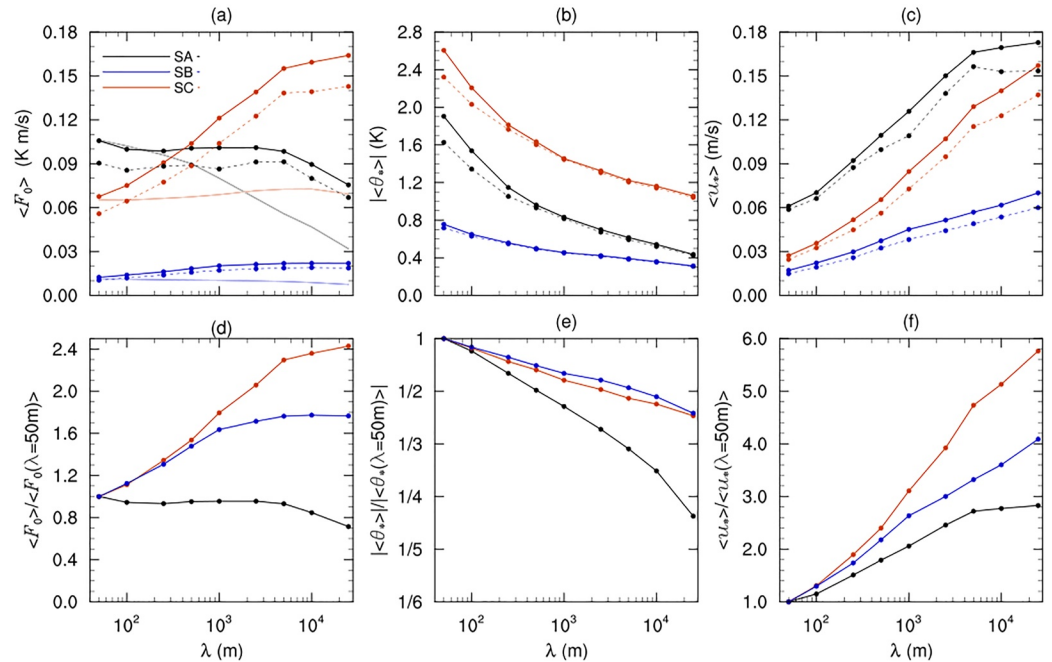 (a)
(b)
(c)
<F₀> (K m/s)
0.18
0.15
0.12
0.09
0.06
0.03
0.00
SA
SB
SC
|<θ*>| (K)
2.8
2.4
2.0
1.6
1.2
0.8
0.4
0.0
<u*> (m/s)
0.18
0.15
0.12
0.09
0.06
0.03
0.00
(d)
(e)
(f)
<F₀>/<F₀(λ=50m)>
2.4
2.0
1.6
1.2
0.8
0.4
0.0
10² 10³ 10⁴
λ (m)
|<θ*>|/|<θ*(λ=50m)>|
1
1/2
1/3
1/4
1/5
1/6
10² 10³ 10⁴
λ (m)
<u*>/<u*(λ=50m)>
6.0
5.0
4.0
3.0
2.0
1.0
10² 10³ 10⁴
λ (m)